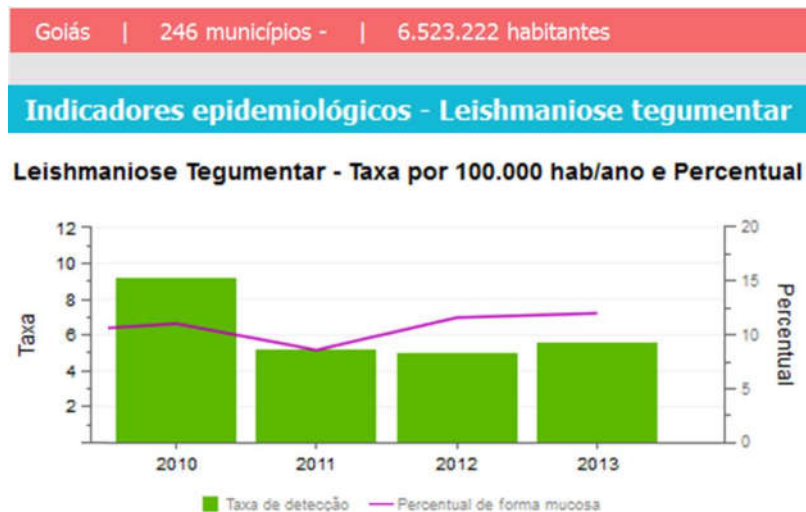 Goiás | 246 municípios - | 6.523.222 habitantes
Indicadores epidemiológicos - Leishmaniose tegumentar
Leishmaniose Tegumentar - Taxa por 100.000 hab/ano e Percentual
12
10
8
6
4
2
Taxa
20
15
10
5
0
Percentual
2010 2011 2012 2013
Taxa de detecção Percentual de forma mucosa